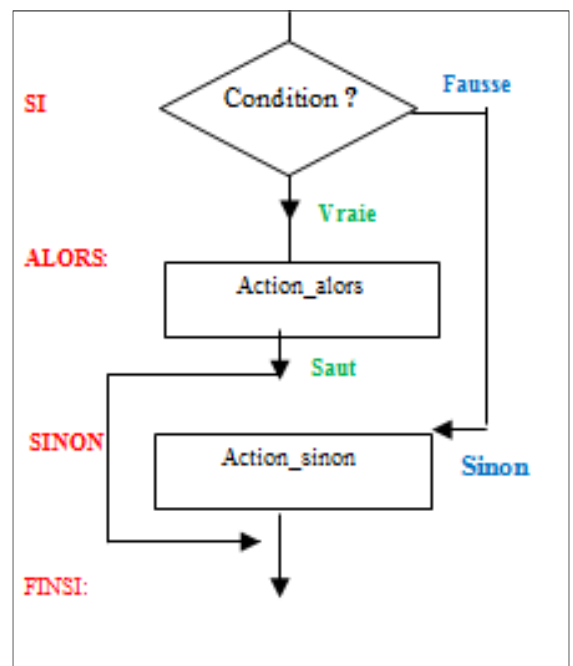 SI
Condition ?
Fausse
Vraie
ALORS:
Action_alors
Saut
SINON
Action_sinon
Sinon
FINSI: